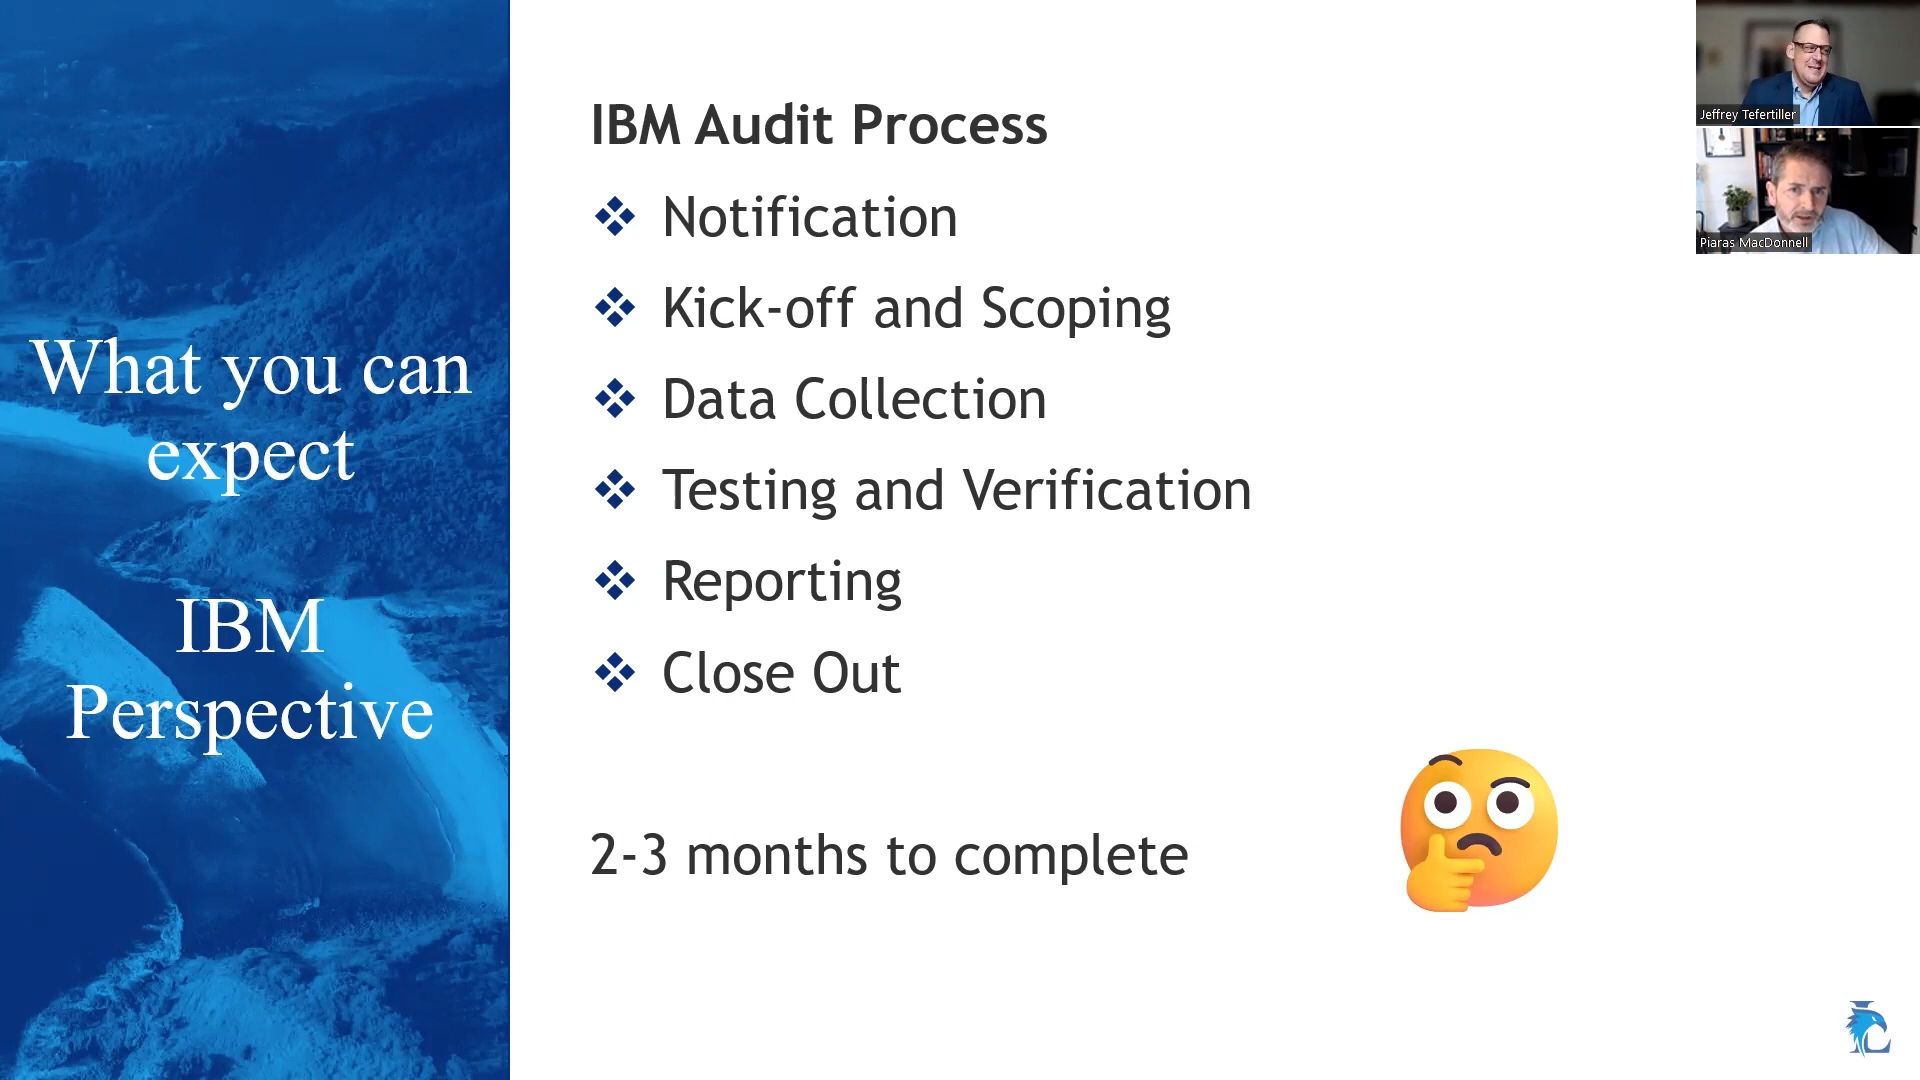 What you can
expect
IBM
Perspective
IBM Audit Process
Notification
Kick-off and Scoping
Data Collection
Testing and Verification
Reporting
Close Out
2-3 months to complete
Jeffrey Tefertiller
Piaras MacDonnell